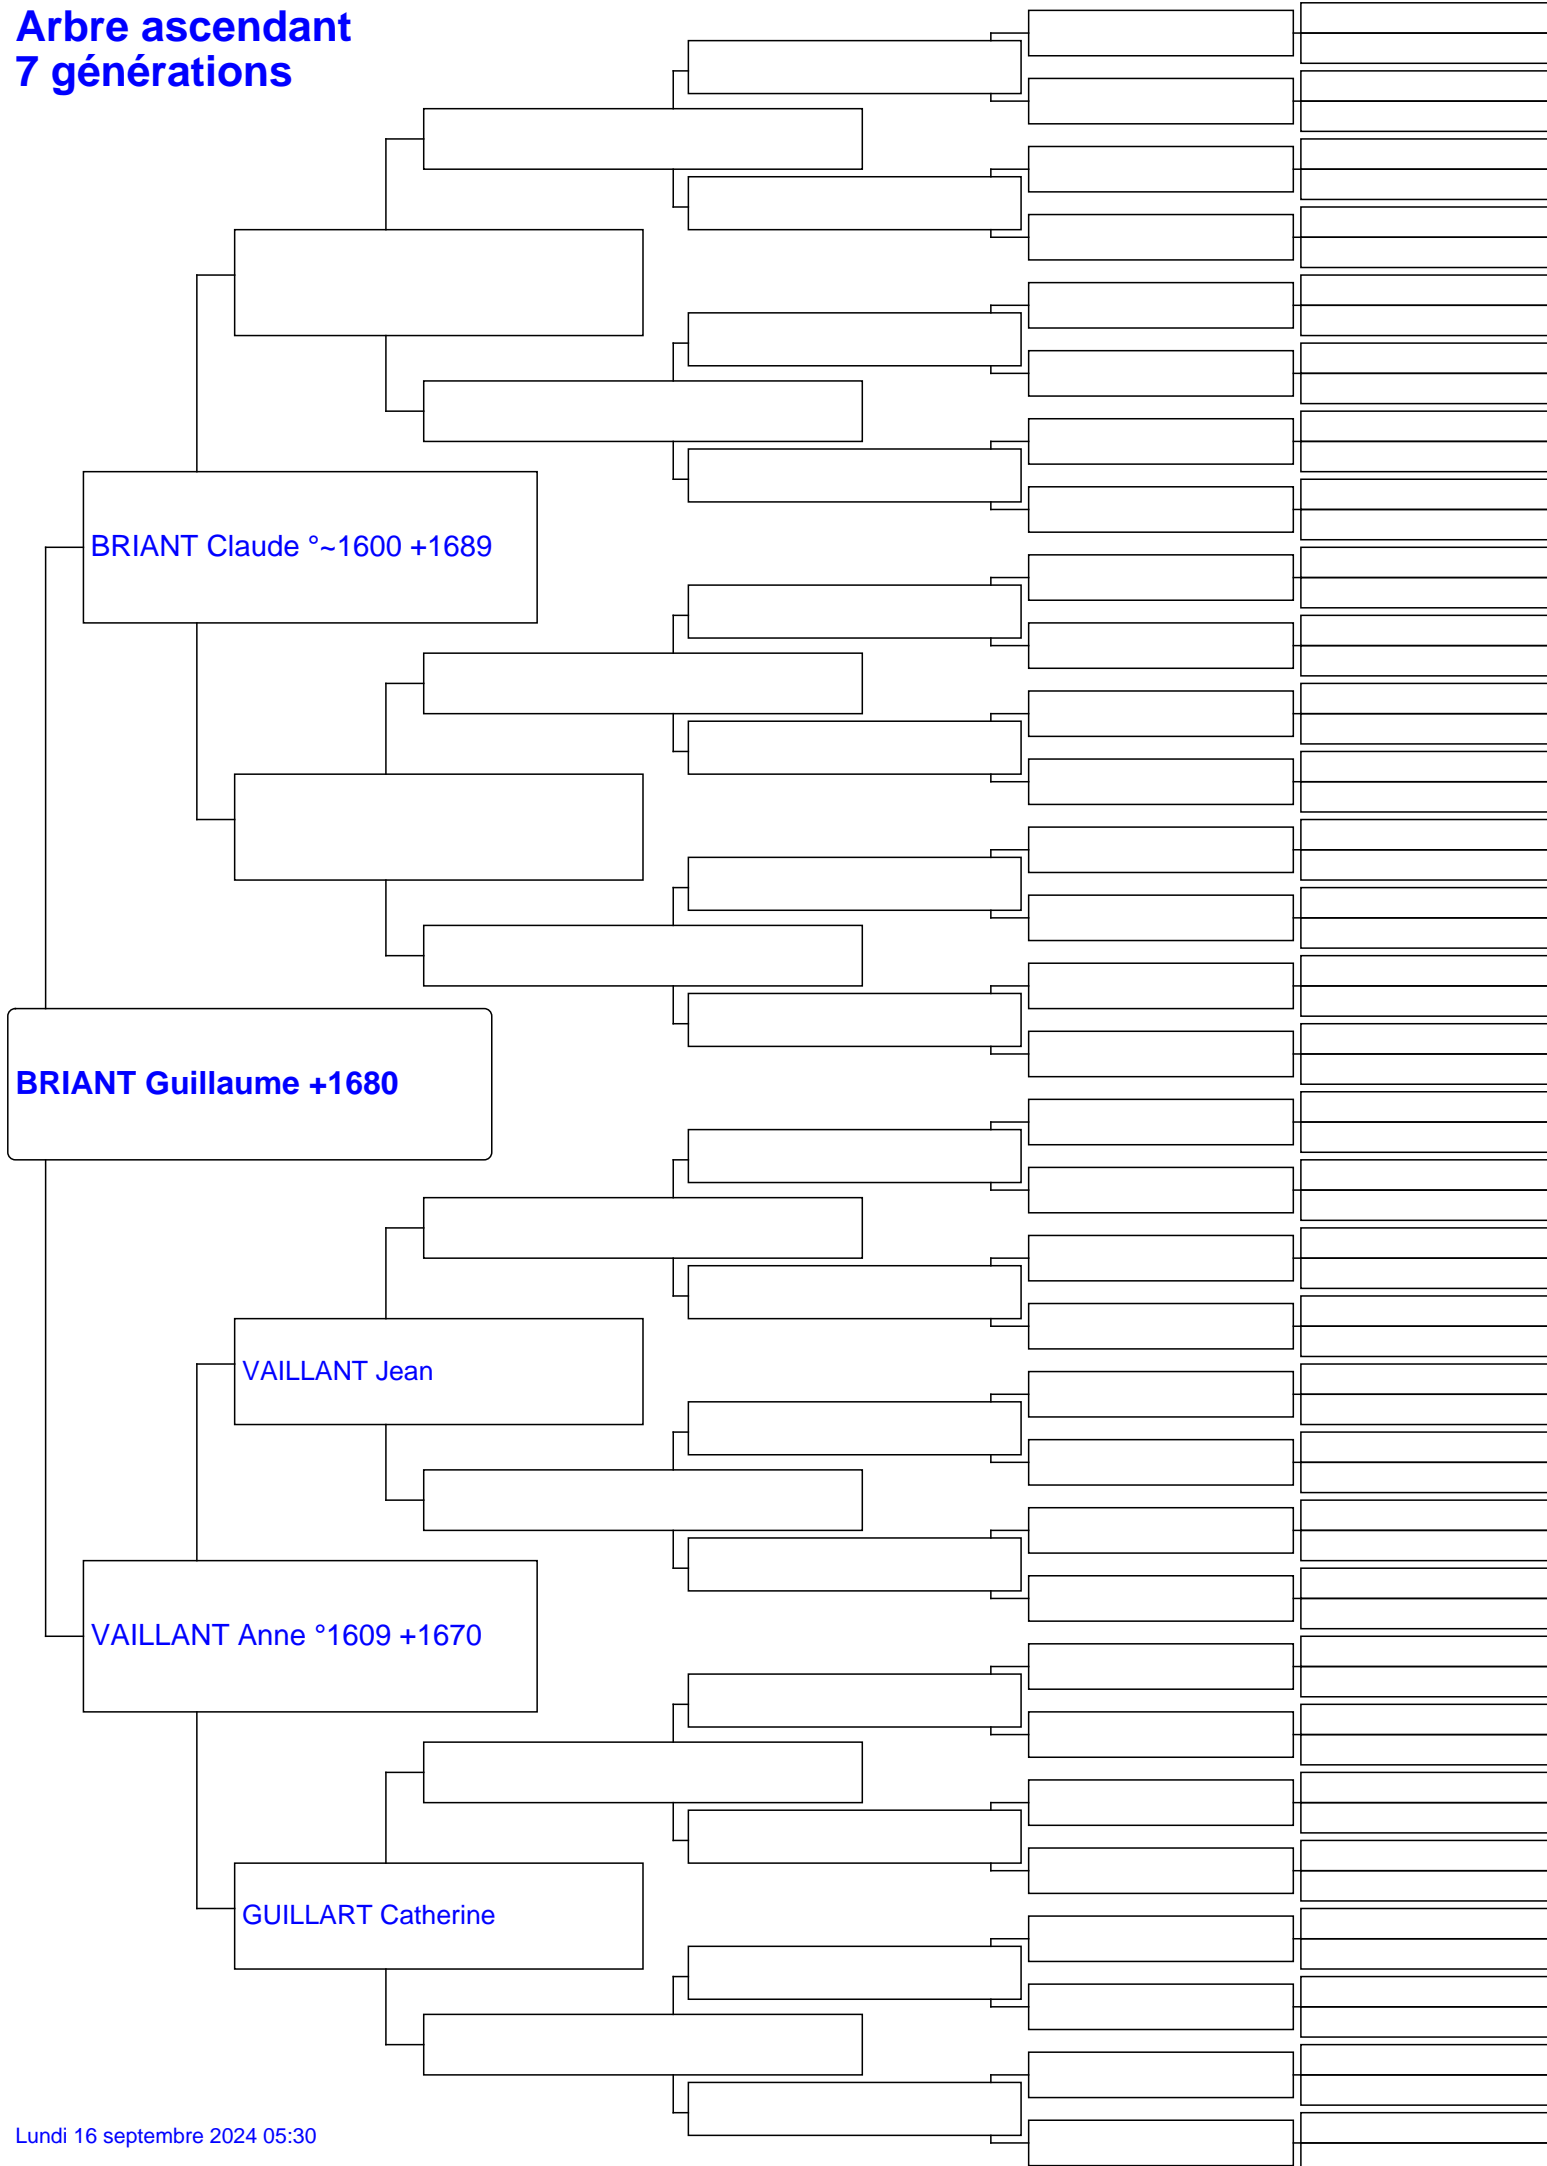 Arbre ascendant
7 générations
BRIANT Claude °~1600 +1689
BRIANT Guillaume +1680
VAILLANT Jean
VAILLANT Anne °1609 +1670
GUILLART Catherine
Lundi 16 septembre 2024 05:30